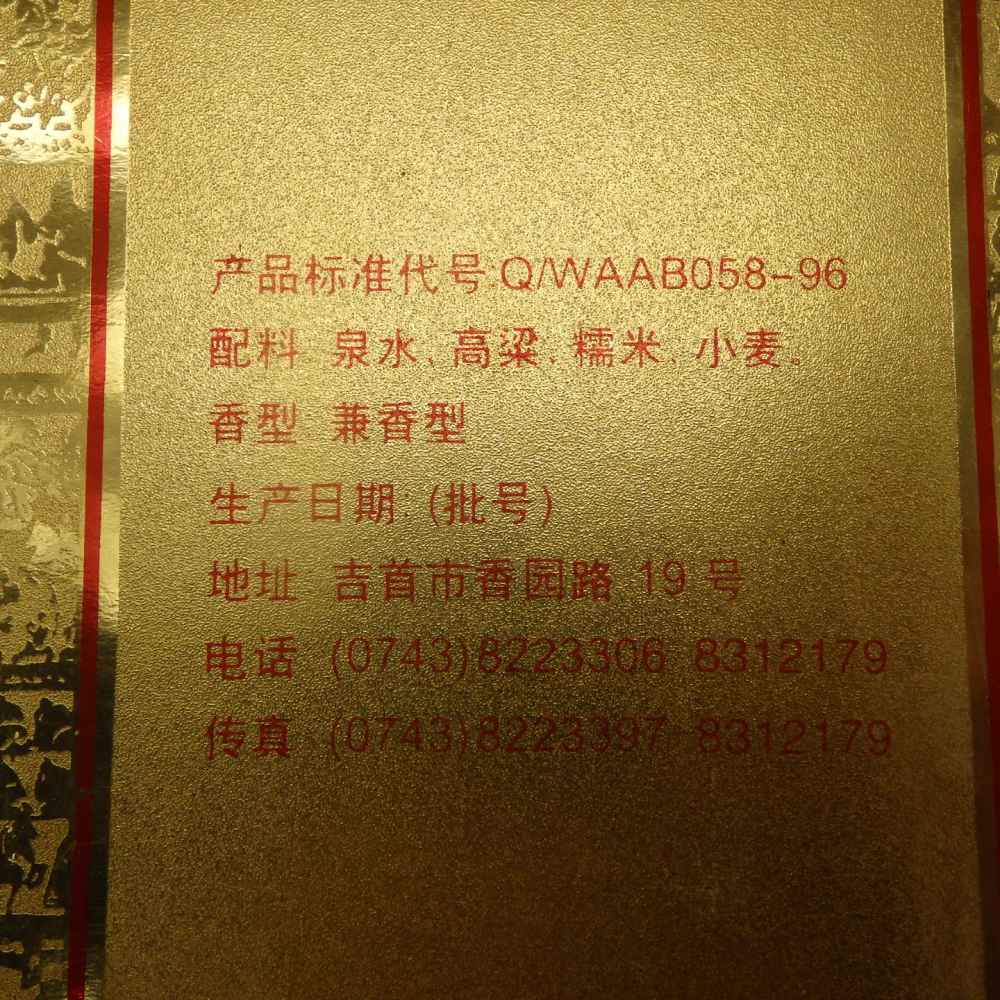 产品标准代号:Q/WAAB058-96
配料 泉水、高粱、糯米、小麦。
香型 兼香型
生产日期:(批号)
地址 吉首市香园路 19 号
电话 (0743)8223306 8312179
传真 (0743)8223397 8312179